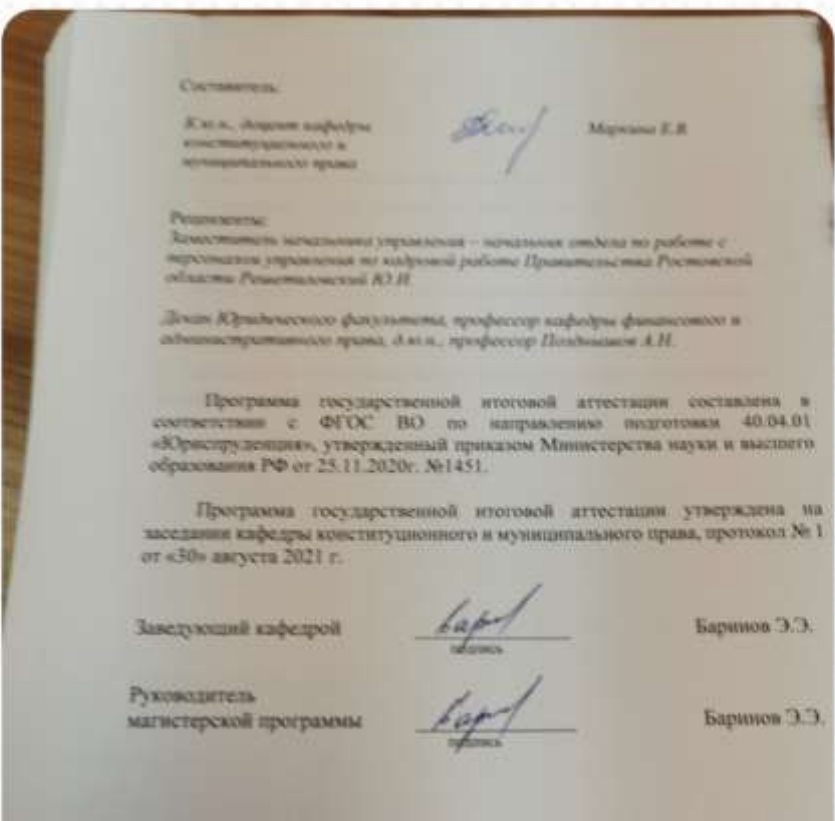 Составитель:
К.ю.н., доцент кафедры
конституционного и
муниципального права
Маркина Е.В.
Рецензенты:
Заместитель начальника управления – начальник отдела по работе с
персоналом управления по кадровой работе Правительства Ростовской
области Решетиловский Ю.И.
Декан Юридического факультета, профессор кафедры финансового и
административного права, д.ю.н., профессор Позднышов А.Н.
Программа государственной итоговой аттестации составлена в
соответствии с ФГОС ВО по направлению подготовки 40.04.01
«Юриспруденция», утвержденный приказом Министерства науки и высшего
образования РФ от 25.11.2020г. №1451.
Программа государственной итоговой аттестации утверждена на
заседании кафедры конституционного и муниципального права, протокол № 1
от «30» августа 2021 г.
Заведующий кафедрой Баринов Э.Э.
подпись
Руководитель
магистерской программы Баринов Э.Э.
подпись